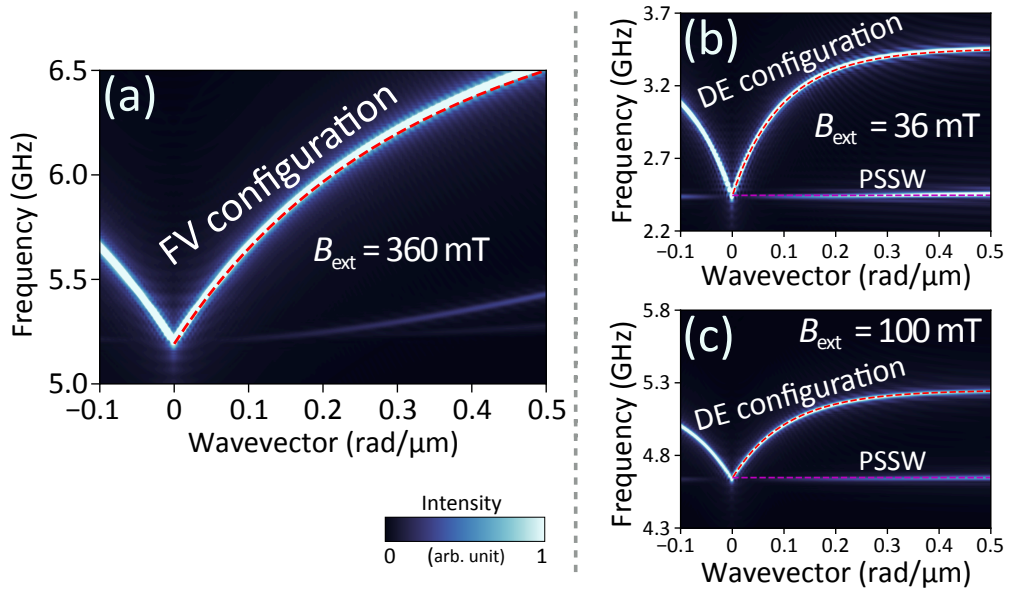 (a)
FV configuration
B_ext = 360 mT
Frequency (GHz)
6.5
6.0
5.5
5.0
−0.1 0 0.1 0.2 0.3 0.4 0.5
Wavevector (rad/μm)
Intensity
0 (arb. unit) 1
(b)
DE configuration
B_ext = 36 mT
PSSW
Frequency (GHz)
3.7
3.2
2.7
2.2
−0.1 0 0.1 0.2 0.3 0.4 0.5
Wavevector (rad/μm)
(c)
B_ext = 100 mT
DE configuration
PSSW
Frequency (GHz)
5.8
5.3
4.8
4.3
−0.1 0 0.1 0.2 0.3 0.4 0.5
Wavevector (rad/μm)